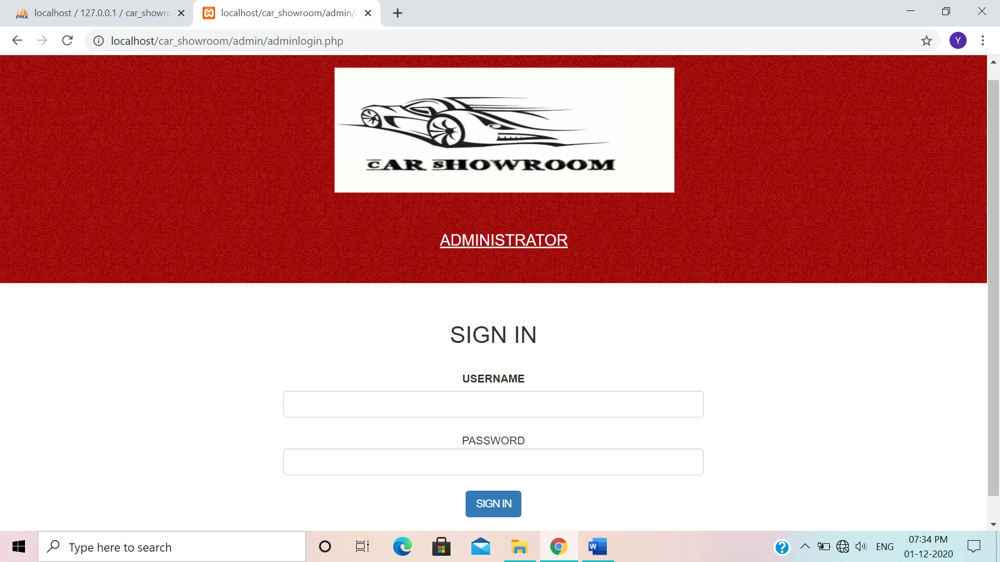 PMA
localhost / 127.0.0.1 / car_showro
localhost/car_showroom/admin/a
localhost/car_showroom/admin/adminlogin.php
Y
CAR SHOWROOM
ADMINISTRATOR
SIGN IN
USERNAME
PASSWORD
SIGN IN
Type here to search
W
?
ENG
07:34 PM
01-12-2020